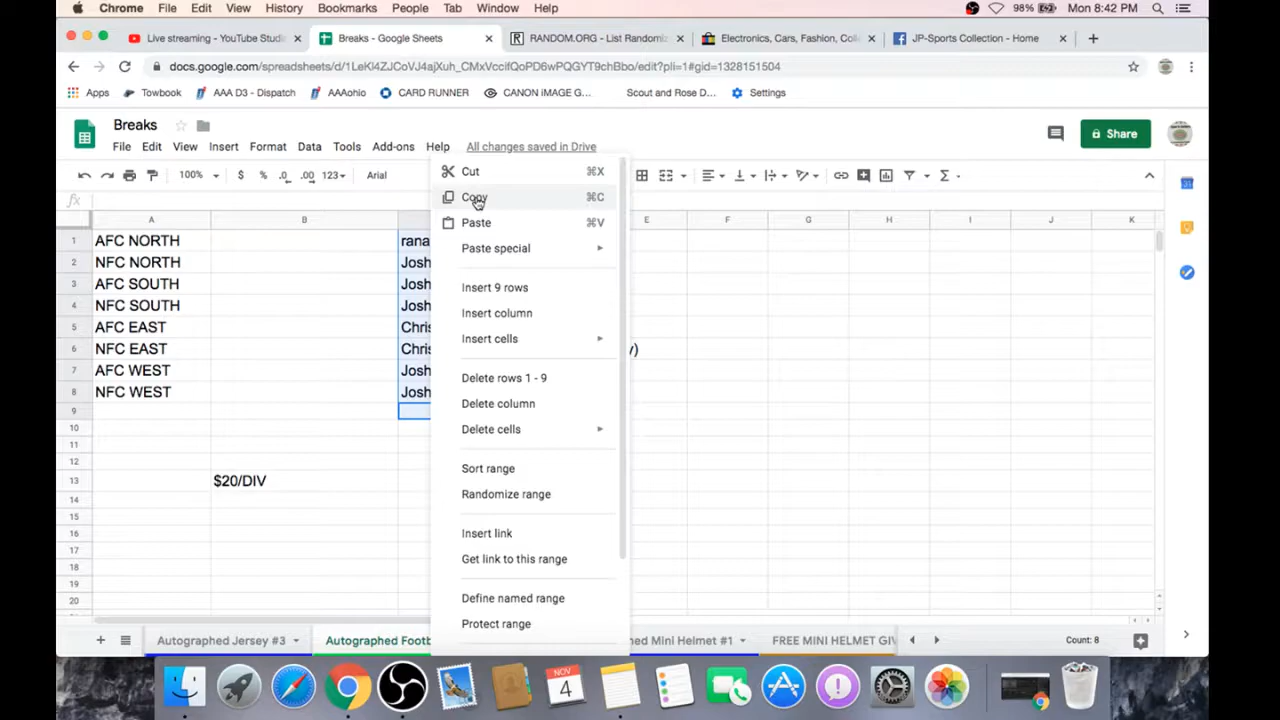 Chrome File Edit View History Bookmarks People Tab Window Help 98% Mon 8:42 PM
Live streaming - YouTube Studi Breaks - Google Sheets RANDOM.ORG - List Randomiz Electronics, Cars, Fashion, Coll JP-Sports Collection - Home
docs.google.com/spreadsheets/d/1LeKl4ZJCoVJ4ajXuh_CMxVccifQoPD6wPQGYT9chBbo/edit?pli=1#gid=1328151504
Apps Towbook AAA D3 - Dispatch AAAohio CARD RUNNER CANON iMAGE G... Scout and Rose D... Settings
Breaks
File Edit View Insert Format Data Tools Add-ons Help All changes saved in Drive
Share
100% $ % .0 .00 123 Arial
fx
A B E F G H I J K
1 AFC NORTH rana
2 NFC NORTH Josh
3 AFC SOUTH Josh
4 NFC SOUTH Josh
5 AFC EAST Chris
6 NFC EAST Chris y)
7 AFC WEST Josh
8 NFC WEST Josh
9
10
11
12
13 $20/DIV
14
15
16
17
18
19
20
Cut ⌘X
Copy ⌘C
Paste ⌘V
Paste special
Insert 9 rows
Insert column
Insert cells
Delete rows 1 - 9
Delete column
Delete cells
Sort range
Randomize range
Insert link
Get link to this range
Define named range
Protect range
Autographed Jersey #3 Autographed Footb ed Mini Helmet #1 FREE MINI HELMET GIV Count: 8
NOV
4